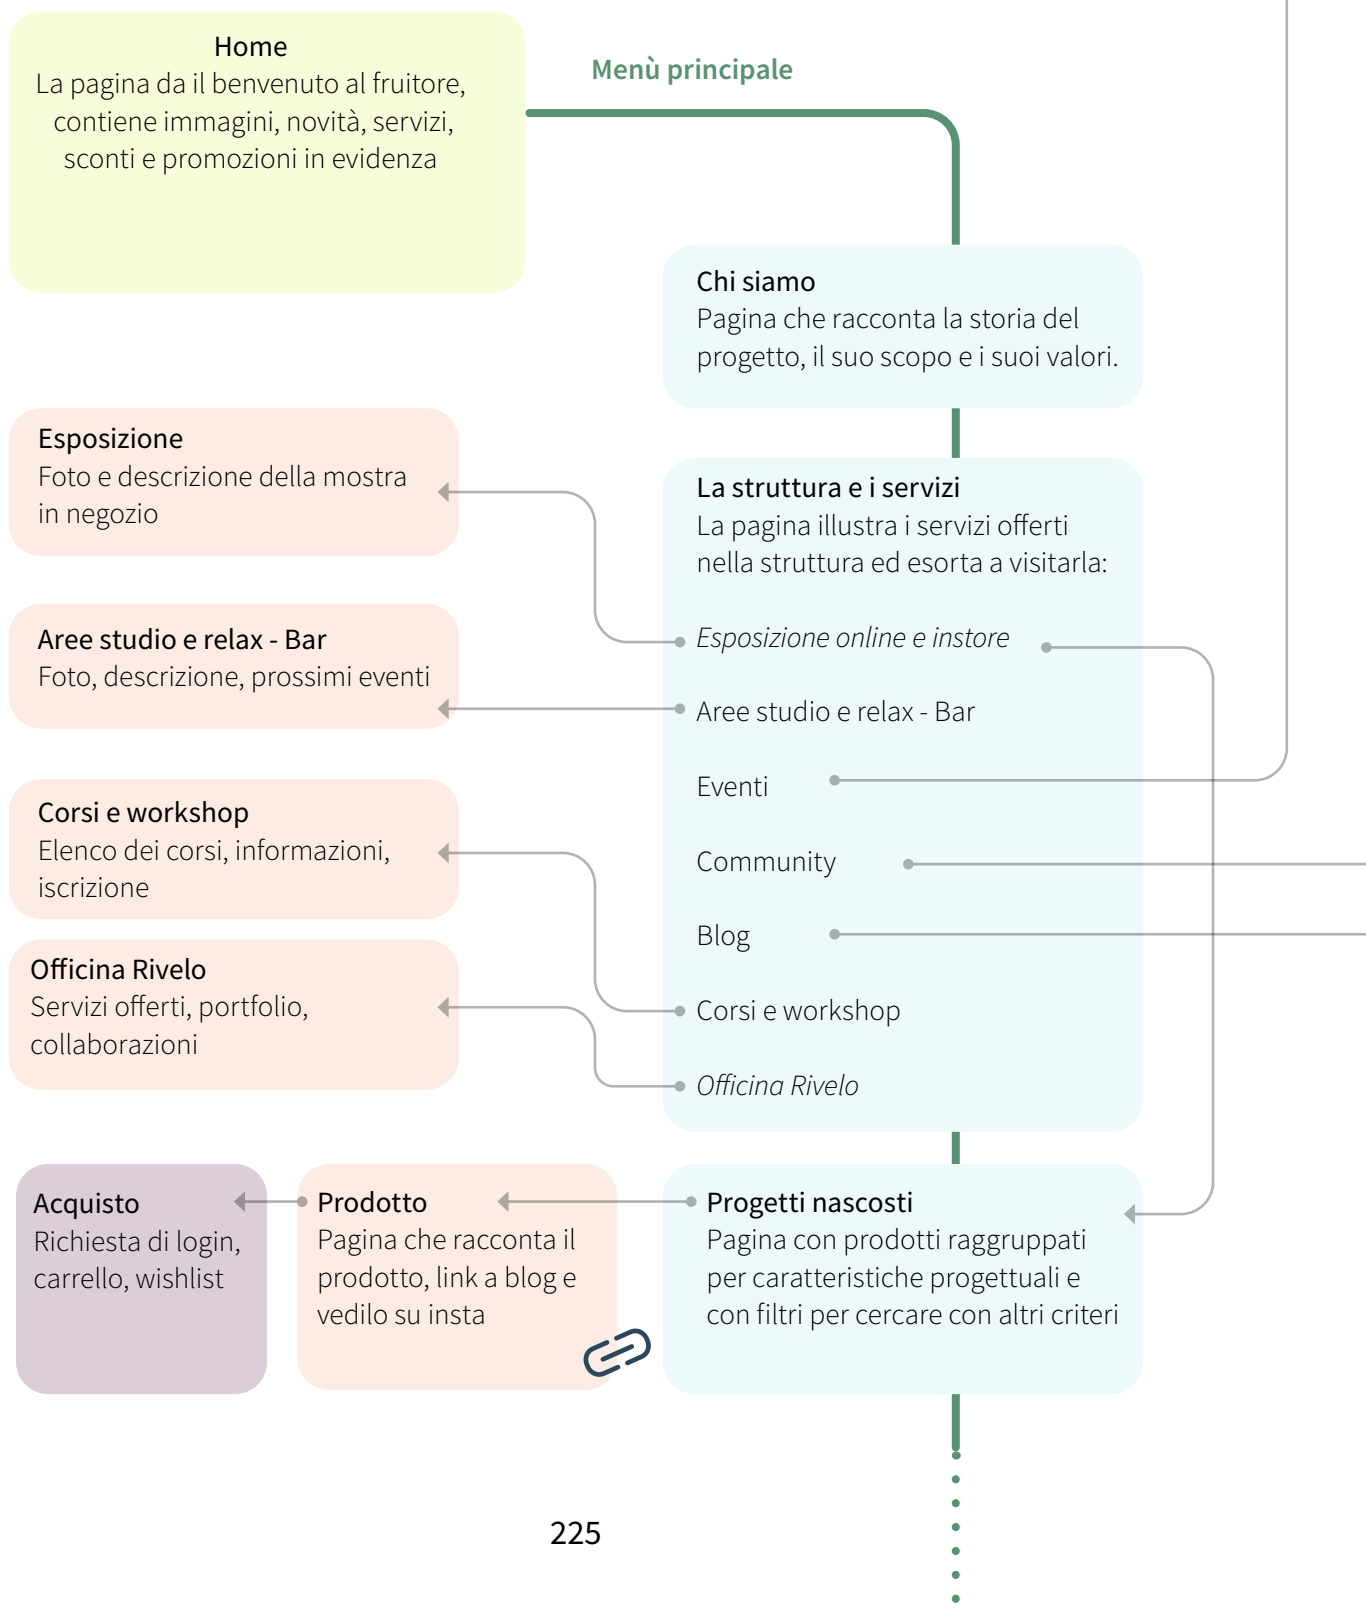 Home
La pagina da il benvenuto al fruitore,
contiene immagini, novità, servizi,
sconti e promozioni in evidenza
Menù principale
Chi siamo
Pagina che racconta la storia del
progetto, il suo scopo e i suoi valori.
Esposizione
Foto e descrizione della mostra
in negozio
Aree studio e relax - Bar
Foto, descrizione, prossimi eventi
Corsi e workshop
Elenco dei corsi, informazioni,
iscrizione
Officina Rivelo
Servizi offerti, portfolio,
collaborazioni
La struttura e i servizi
La pagina illustra i servizi offerti
nella struttura ed esorta a visitarla:
Esposizione online e instore
Aree studio e relax - Bar
Eventi
Community
Blog
Corsi e workshop
Officina Rivelo
Acquisto
Richiesta di login,
carrello, wishlist
Prodotto
Pagina che racconta il
prodotto, link a blog e
vedilo su insta
Progetti nascosti
Pagina con prodotti raggruppati
per caratteristiche progettuali e
con filtri per cercare con altri criteri
225